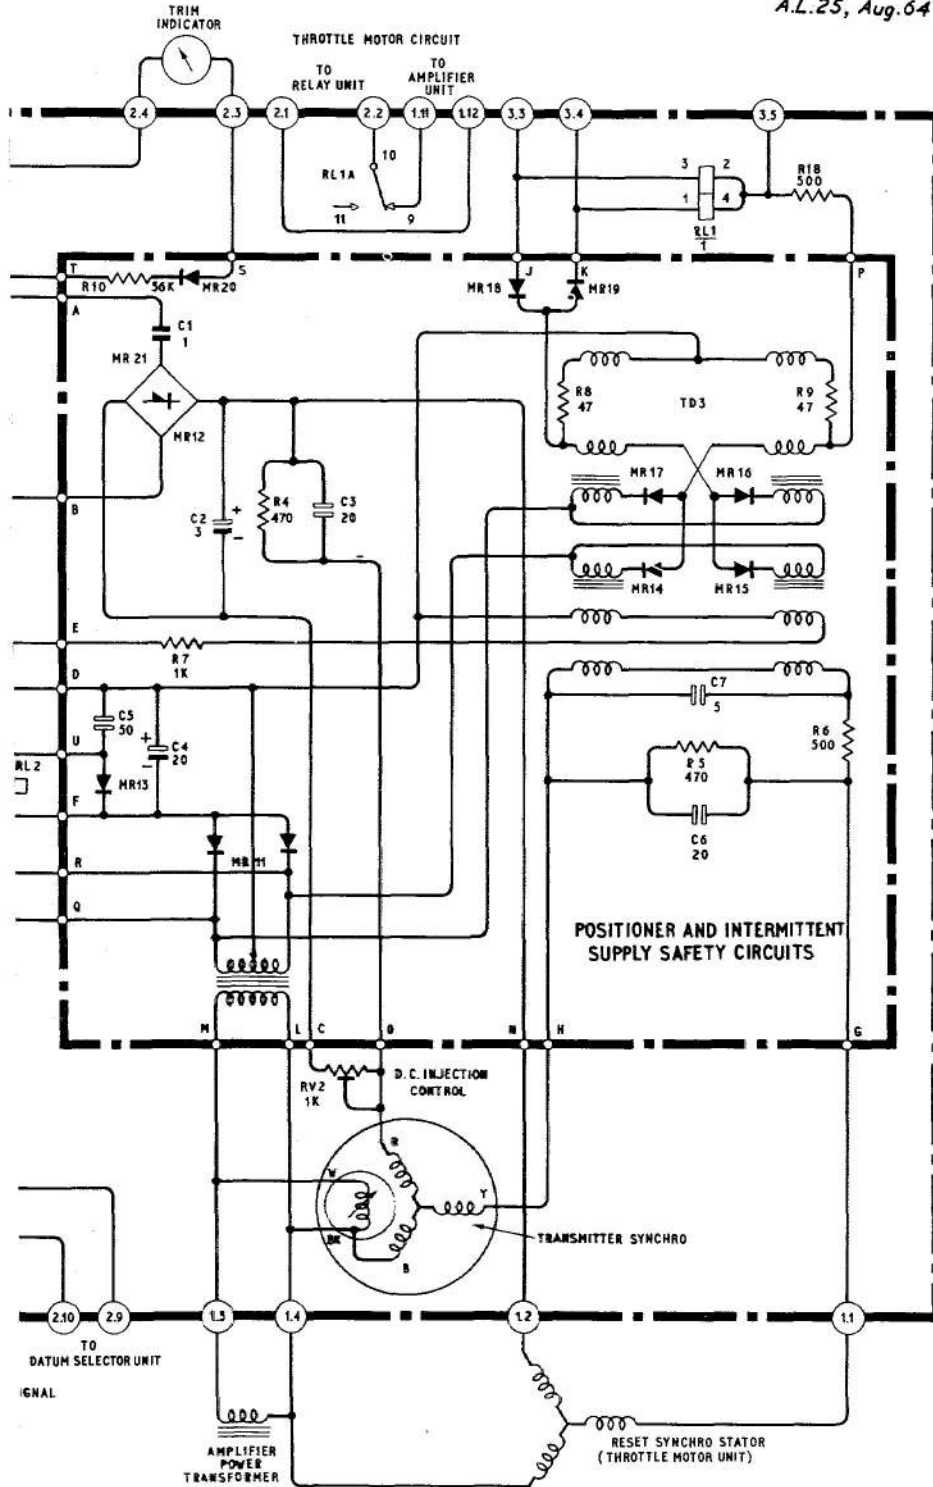 A.L.25, Aug.64
TRIM
INDICATOR
THROTTLE MOTOR CIRCUIT
TO
RELAY UNIT
TO
AMPLIFIER
UNIT
2.4
2.3
2.1
2.2
1.11
1.12
3.3
3.4
3.5
10
RL1A
11
9
3
2
1
4
RL1
1
R18
500
T
R10
56K
MR20
S
J
K
P
MR18
MR19
A
C1
1
MR21
MR12
R8
47
TD3
R9
47
MR17
MR16
B
C2
3
+
-
R4
470
C3
20
-
MR14
MR15
E
R7
1K
D
C5
50
+
C4
20
-
C7
5
R6
500
R5
470
C6
20
U
RL2
MR13
F
MR11
R
Q
POSITIONER AND INTERMITTENT
SUPPLY SAFETY CIRCUITS
M
L
C
N
H
G
RV2
1K
D.C. INJECTION
CONTROL
R
W
Y
BK
B
TRANSMITTER SYNCHRO
2.10
2.9
1.3
1.4
1.2
1.1
TO
DATUM SELECTOR UNIT
IGNAL
AMPLIFIER
POWER
TRANSFORMER
RESET SYNCHRO STATOR
(THROTTLE MOTOR UNIT)